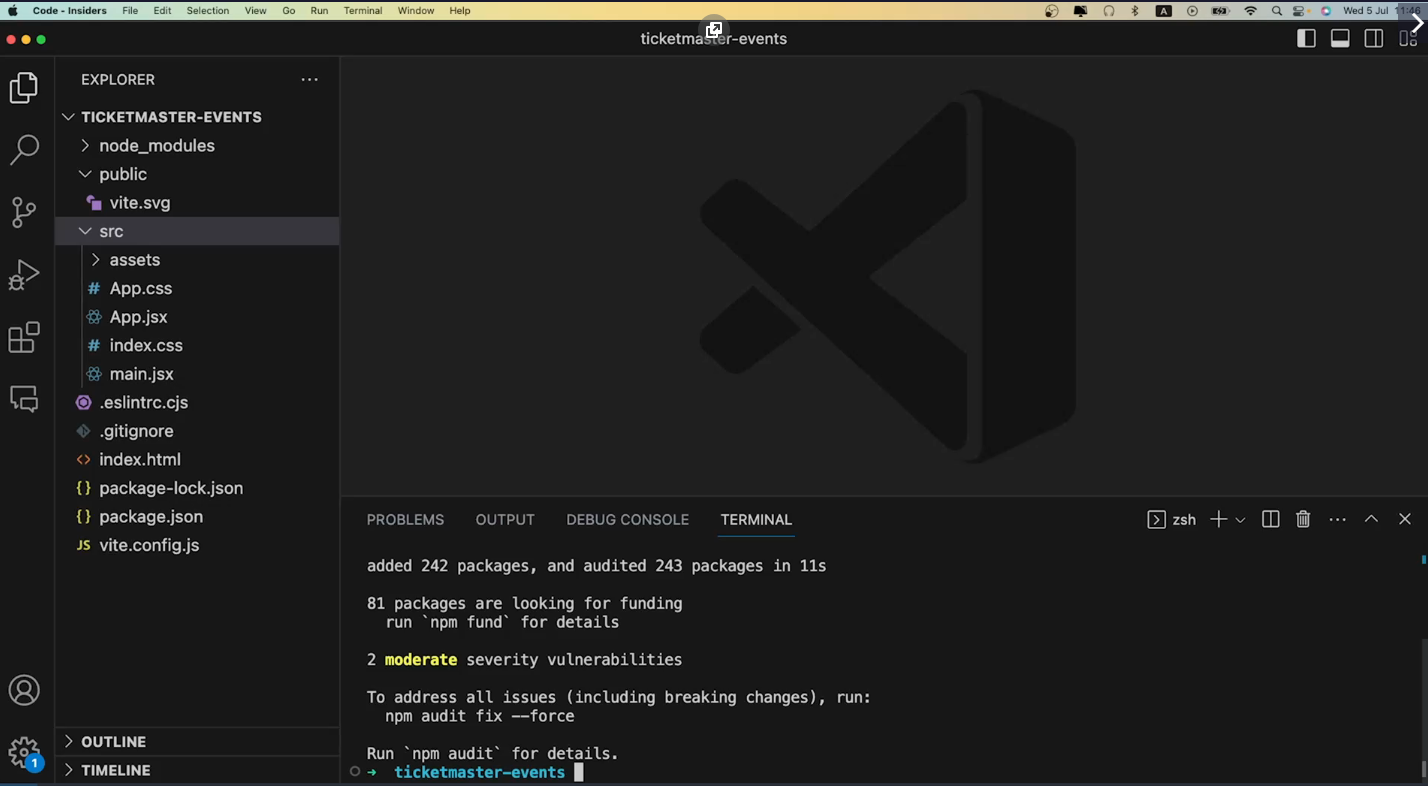 Code - Insiders File Edit Selection View Go Run Terminal Window Help A Wed 5 Jul 11:46
ticketmaster-events
EXPLORER
TICKETMASTER-EVENTS
node_modules
public
vite.svg
src
assets
# App.css
App.jsx
# index.css
main.jsx
.eslintrc.cjs
.gitignore
<> index.html
{} package-lock.json
{} package.json
JS vite.config.js
OUTLINE
TIMELINE
1
PROBLEMS OUTPUT DEBUG CONSOLE TERMINAL zsh
added 242 packages, and audited 243 packages in 11s
81 packages are looking for funding
run `npm fund` for details
2 moderate severity vulnerabilities
To address all issues (including breaking changes), run:
npm audit fix --force
Run `npm audit` for details.
➜ ticketmaster-events